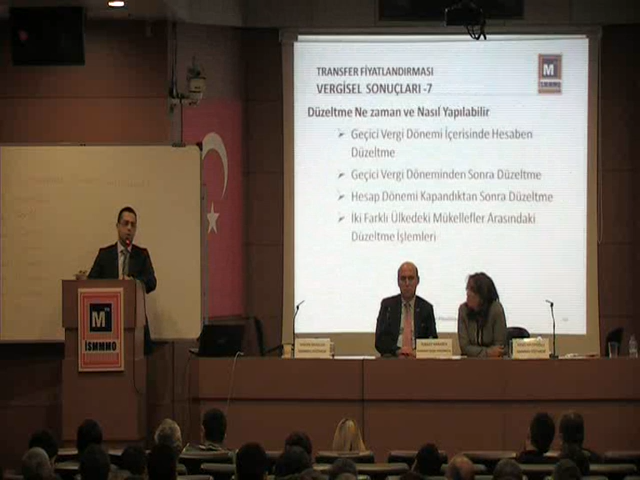 TRANSFER FİYATLANDIRMASI
VERGİSEL SONUÇLARI -7
Düzeltme Ne zaman ve Nasıl Yapılabilir
Geçici Vergi Dönemi İçerisinde Hesaben
Düzeltme
Geçici Vergi Döneminden Sonra Düzeltme
Hesap Dönemi Kapandıktan Sonra Düzeltme
İki Farklı Ülkedeki Mükellefler Arasındaki
Düzeltme İşlemleri
M
ISMMMO
M
İSMMMO